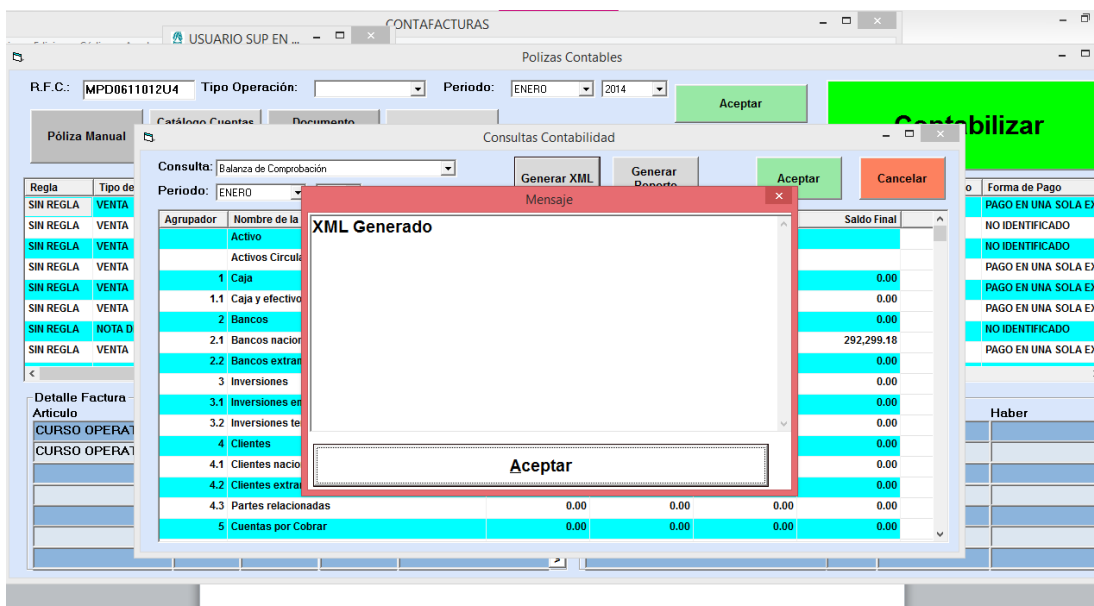 CONTAFACTURAS
USUARIO SUP EN ...
Polizas Contables
R.F.C.: MPD0611012U4 Tipo Operación: Periodo: ENERO 2014 Aceptar
Contabilizar
Póliza Manual Catálogo Cuentas Documento
Consultas Contabilidad
Consulta: Balanza de Comprobación Generar XML Generar Reporte Aceptar Cancelar
Periodo: ENERO
Mensaje
XML Generado
Aceptar
Regla Tipo de Forma de Pago
SIN REGLA VENTA PAGO EN UNA SOLA EX
SIN REGLA VENTA NO IDENTIFICADO
SIN REGLA VENTA NO IDENTIFICADO
SIN REGLA VENTA PAGO EN UNA SOLA EX
SIN REGLA VENTA PAGO EN UNA SOLA EX
SIN REGLA VENTA PAGO EN UNA SOLA EX
SIN REGLA NOTA D NO IDENTIFICADO
SIN REGLA VENTA PAGO EN UNA SOLA EX
Agrupador Nombre de la Saldo Final
Activo
Activos Circula
1 Caja 0.00
1.1 Caja y efectivo 0.00
2 Bancos 0.00
2.1 Bancos nacion 292,299.18
2.2 Bancos extran 0.00
3 Inversiones 0.00
3.1 Inversiones en 0.00
3.2 Inversiones te 0.00
4 Clientes 0.00
4.1 Clientes nacio 0.00
4.2 Clientes extra 0.00
4.3 Partes relacionadas 0.00 0.00 0.00 0.00
5 Cuentas por Cobrar 0.00 0.00 0.00 0.00
Detalle Factura
Articulo Haber
CURSO OPERAT
CURSO OPERAT